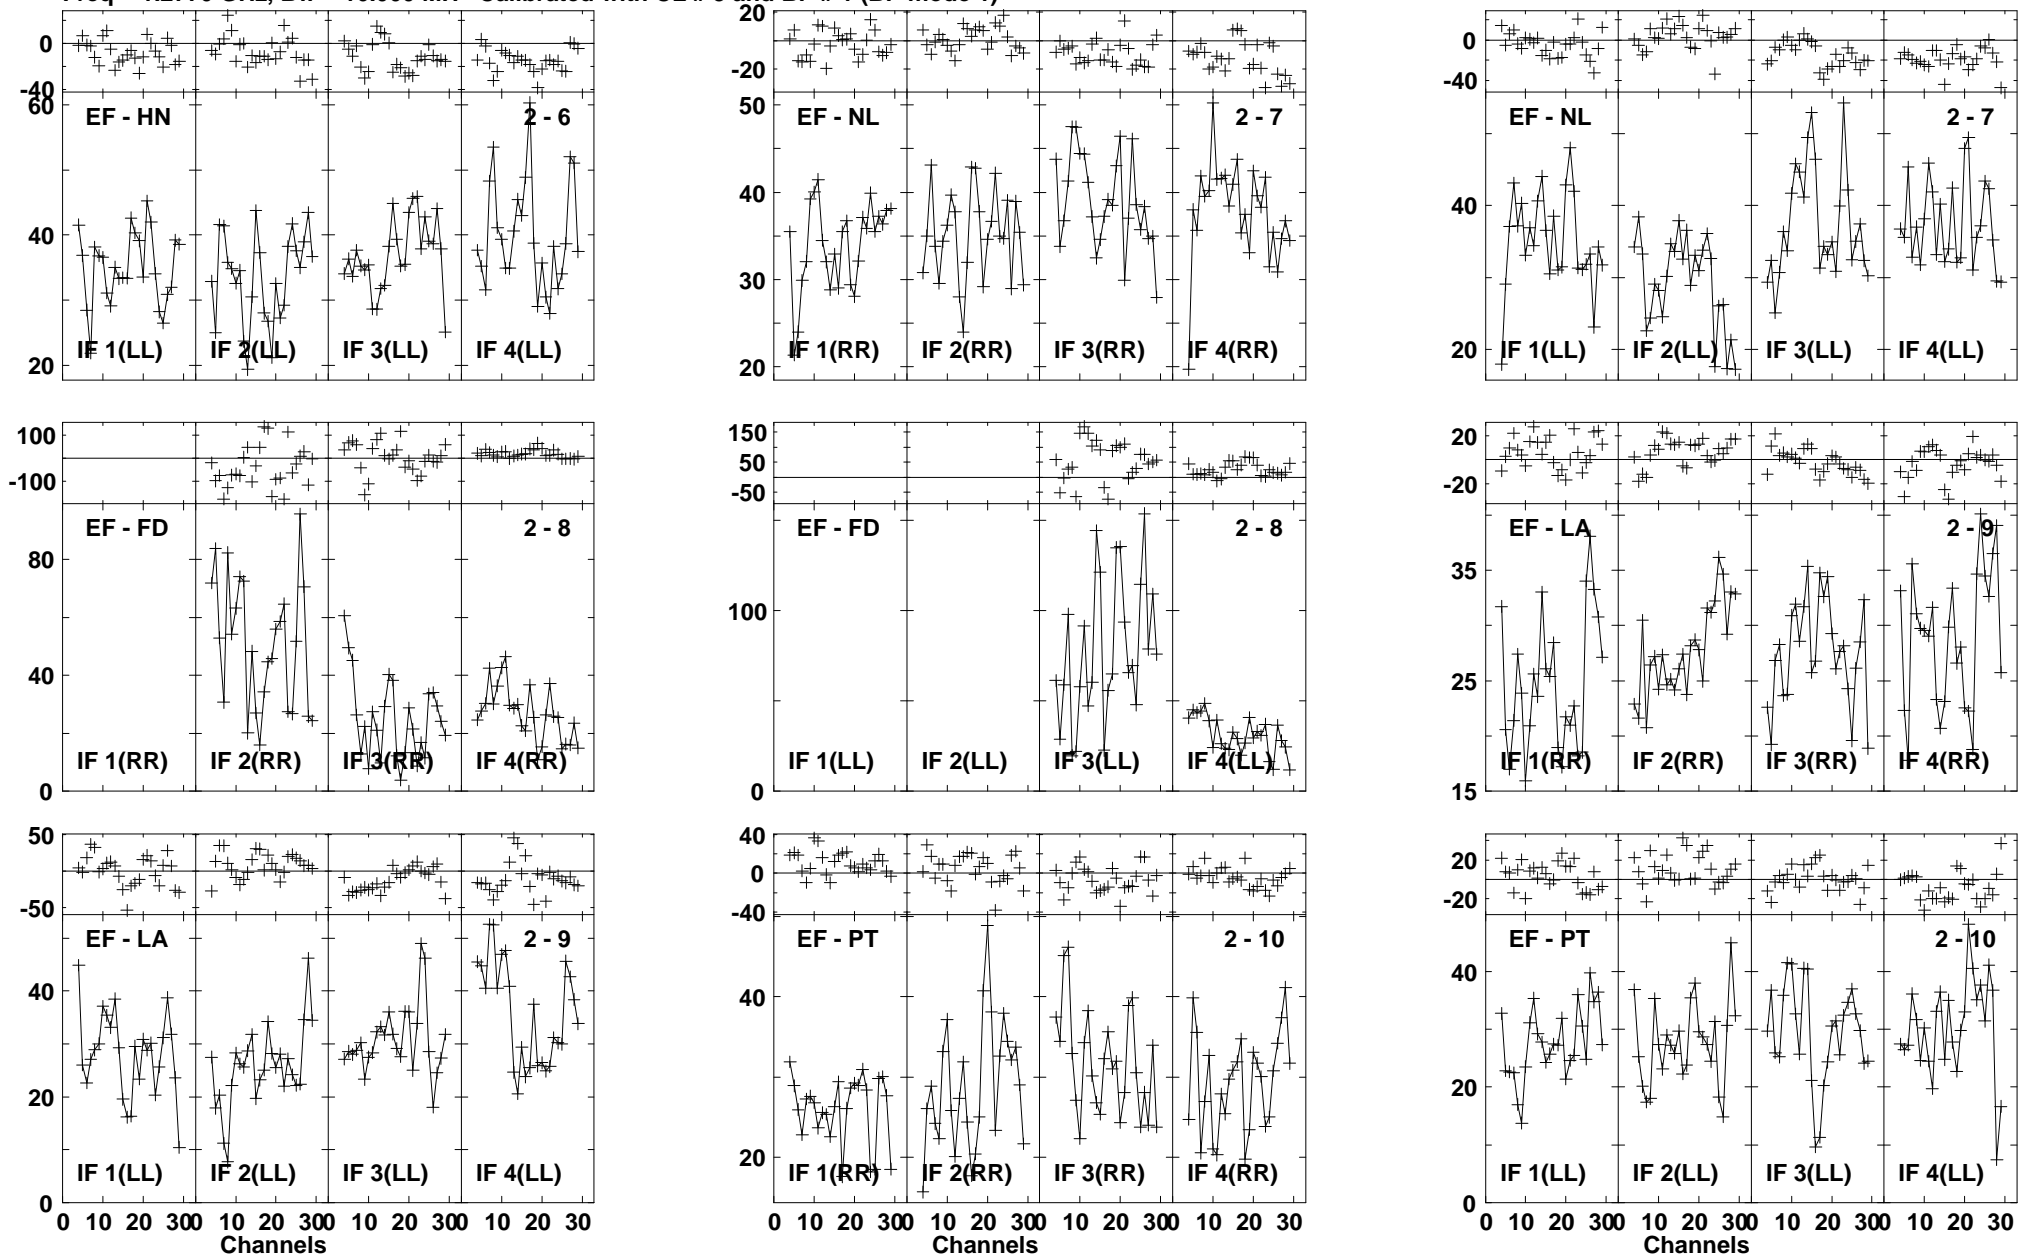 0
-40
20
0
-20
40
0
-40
60
40
20
EF - HN
2 - 6
IF 1(LL)
IF 2(LL)
IF 3(LL)
IF 4(LL)
50
40
30
20
EF - NL
2 - 7
IF 1(RR)
IF 2(RR)
IF 3(RR)
IF 4(RR)
40
20
EF - NL
2 - 7
IF 1(LL)
IF 2(LL)
IF 3(LL)
IF 4(LL)
100
-100
150
50
-50
20
-20
80
40
0
EF - FD
2 - 8
IF 1(RR)
IF 2(RR)
IF 3(RR)
IF 4(RR)
100
0
EF - FD
2 - 8
IF 1(LL)
IF 2(LL)
IF 3(LL)
IF 4(LL)
35
25
15
EF - LA
2 - 9
IF 1(RR)
IF 2(RR)
IF 3(RR)
IF 4(RR)
50
-50
40
0
-40
20
-20
40
20
0
EF - LA
2 - 9
IF 1(LL)
IF 2(LL)
IF 3(LL)
IF 4(LL)
40
20
EF - PT
2 - 10
IF 1(RR)
IF 2(RR)
IF 3(RR)
IF 4(RR)
40
20
0
EF - PT
2 - 10
IF 1(LL)
IF 2(LL)
IF 3(LL)
IF 4(LL)
0 10 20 30 0 10 20 30 0 10 20 30 0 10 20 30
0 10 20 30 0 10 20 30 0 10 20 30 0 10 20 30
0 10 20 30 0 10 20 30 0 10 20 30 0 10 20 30
Channels
Channels
Channels